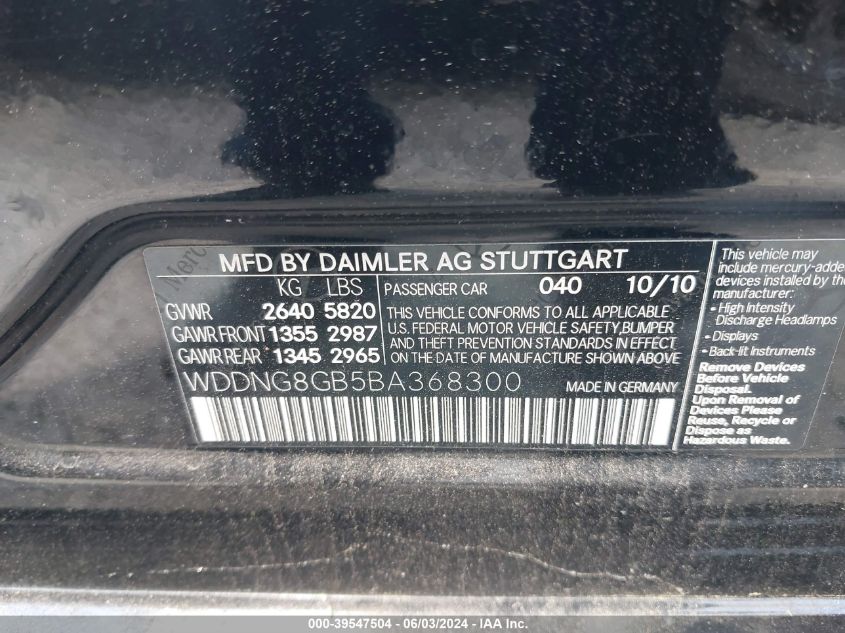 MFD BY DAIMLER AG STUTTGART
KG LBS
GVWR 2640 5820
GAWR FRONT 1355 2987
GAWR REAR 1345 2965
PASSENGER CAR 040 10/10
THIS VEHICLE CONFORMS TO ALL APPLICABLE
U.S. FEDERAL MOTOR VEHICLE SAFETY,BUMPER
AND THEFT PREVENTION STANDARDS IN EFFECT
ON THE DATE OF MANUFACTURE SHOWN ABOVE
WDDNG8GB5BA368300 MADE IN GERMANY
This vehicle may
include mercury-added
devices installed by the
manufacturer:
- High Intensity
Discharge Headlamps
- Displays
- Back-lit Instruments
Remove Devices
Before Vehicle
Disposal.
Upon Removal of
Devices Please
Reuse, Recycle or
Dispose as
Hazardous Waste.
000-39547504 - 06/03/2024 - IAA Inc.